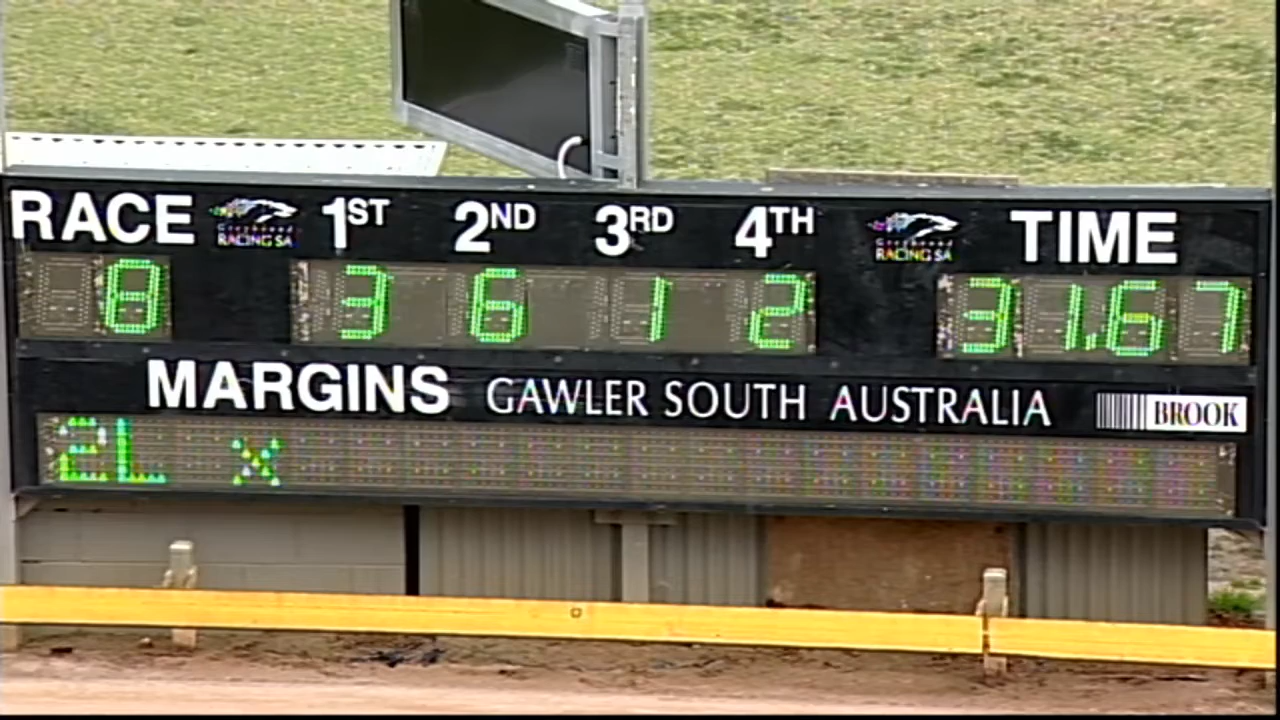 RACE 1ST 2ND 3RD 4TH TIME
Greyhound RACING SA Greyhound RACING SA
8 3 6 1 2 31.67
MARGINS GAWLER SOUTH AUSTRALIA BROOK
2L x